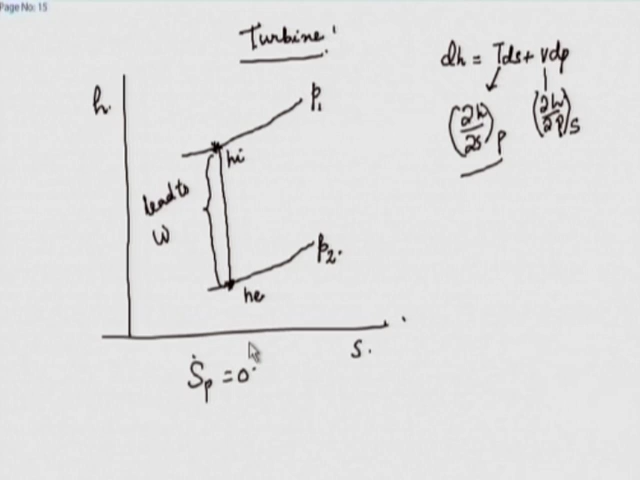 Page No: 15
Turbine
dh = Tds + vdp
(∂h/∂s)p (∂h/∂p)s
h
p₁
hi
lead to
W
p₂.
he
s.
Ṡp = 0